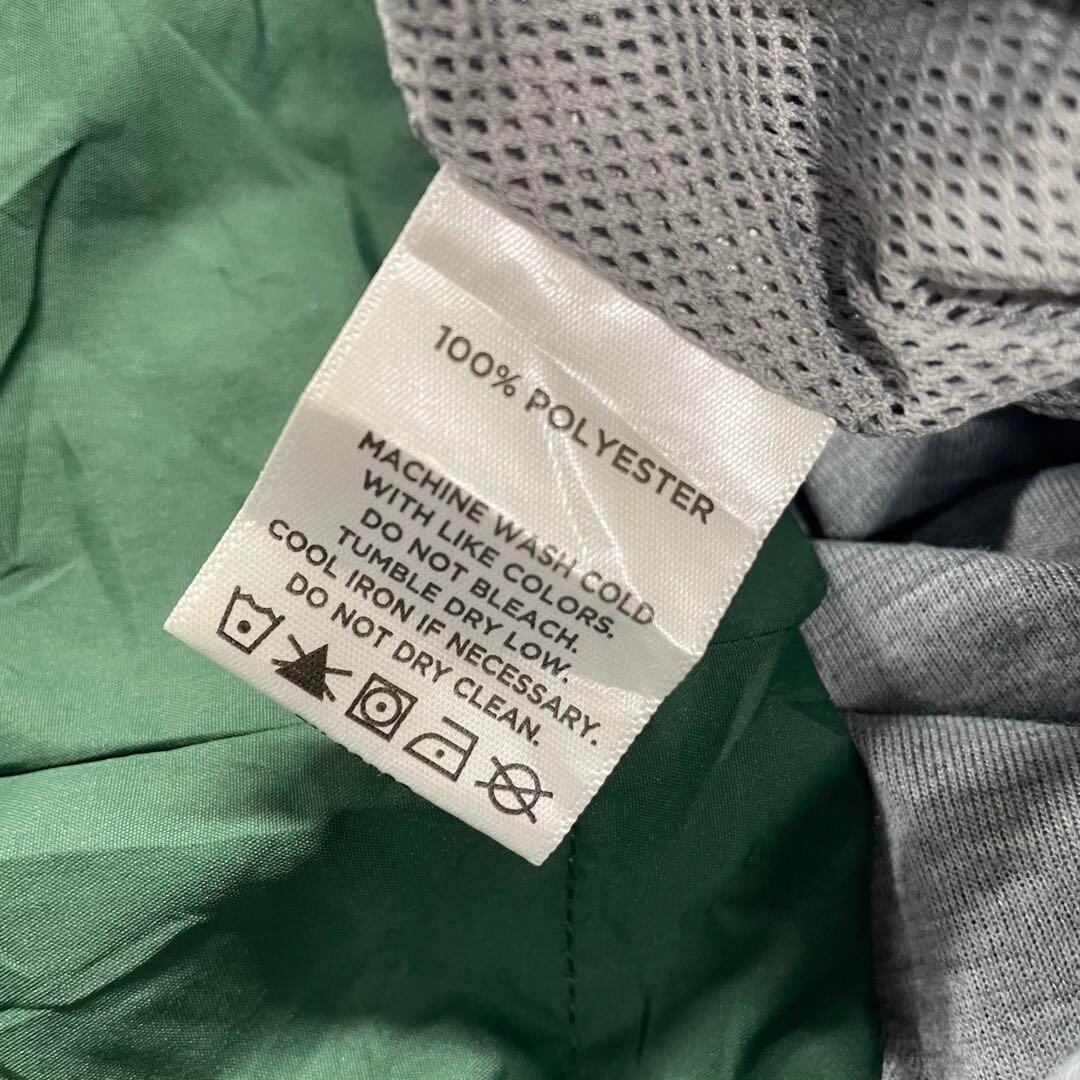 100% POLYESTER
MACHINE WASH COLD
WITH LIKE COLORS.
DO NOT BLEACH.
TUMBLE DRY LOW.
COOL IRON IF NECESSARY.
DO NOT DRY CLEAN.